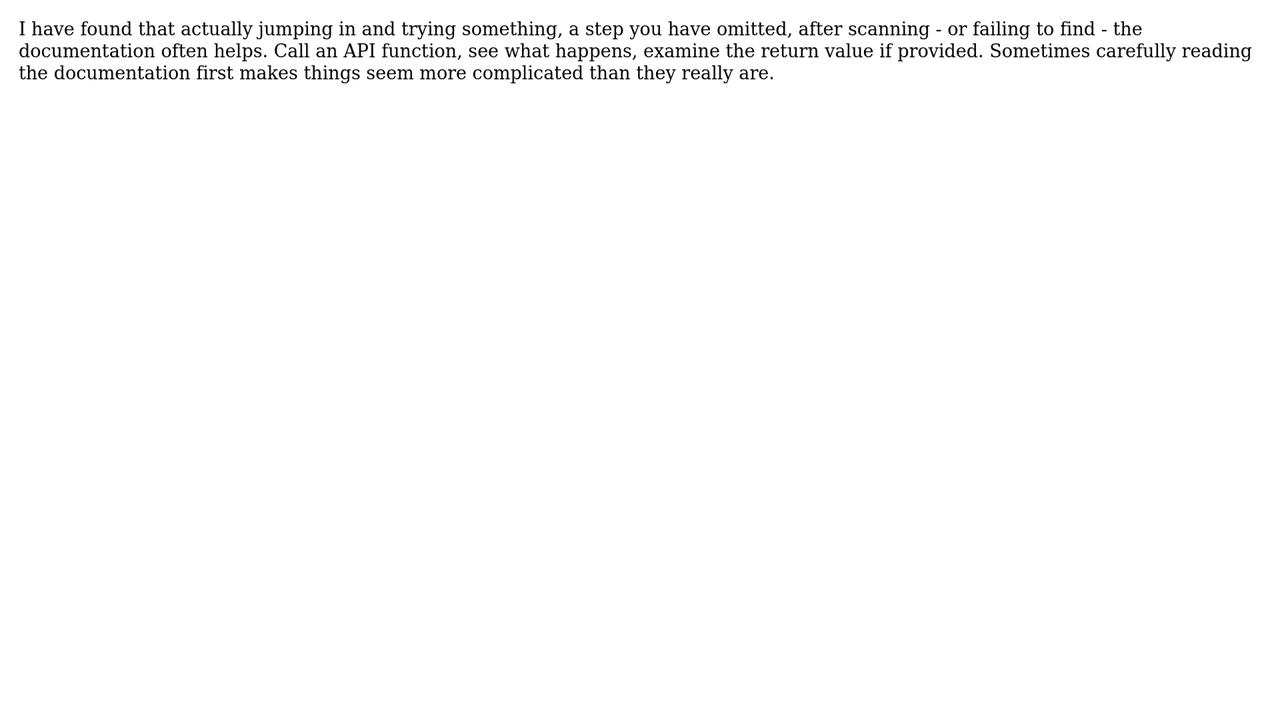 I have found that actually jumping in and trying something, a step you have omitted, after scanning - or failing to find - the
documentation often helps. Call an API function, see what happens, examine the return value if provided. Sometimes carefully reading
the documentation first makes things seem more complicated than they really are.